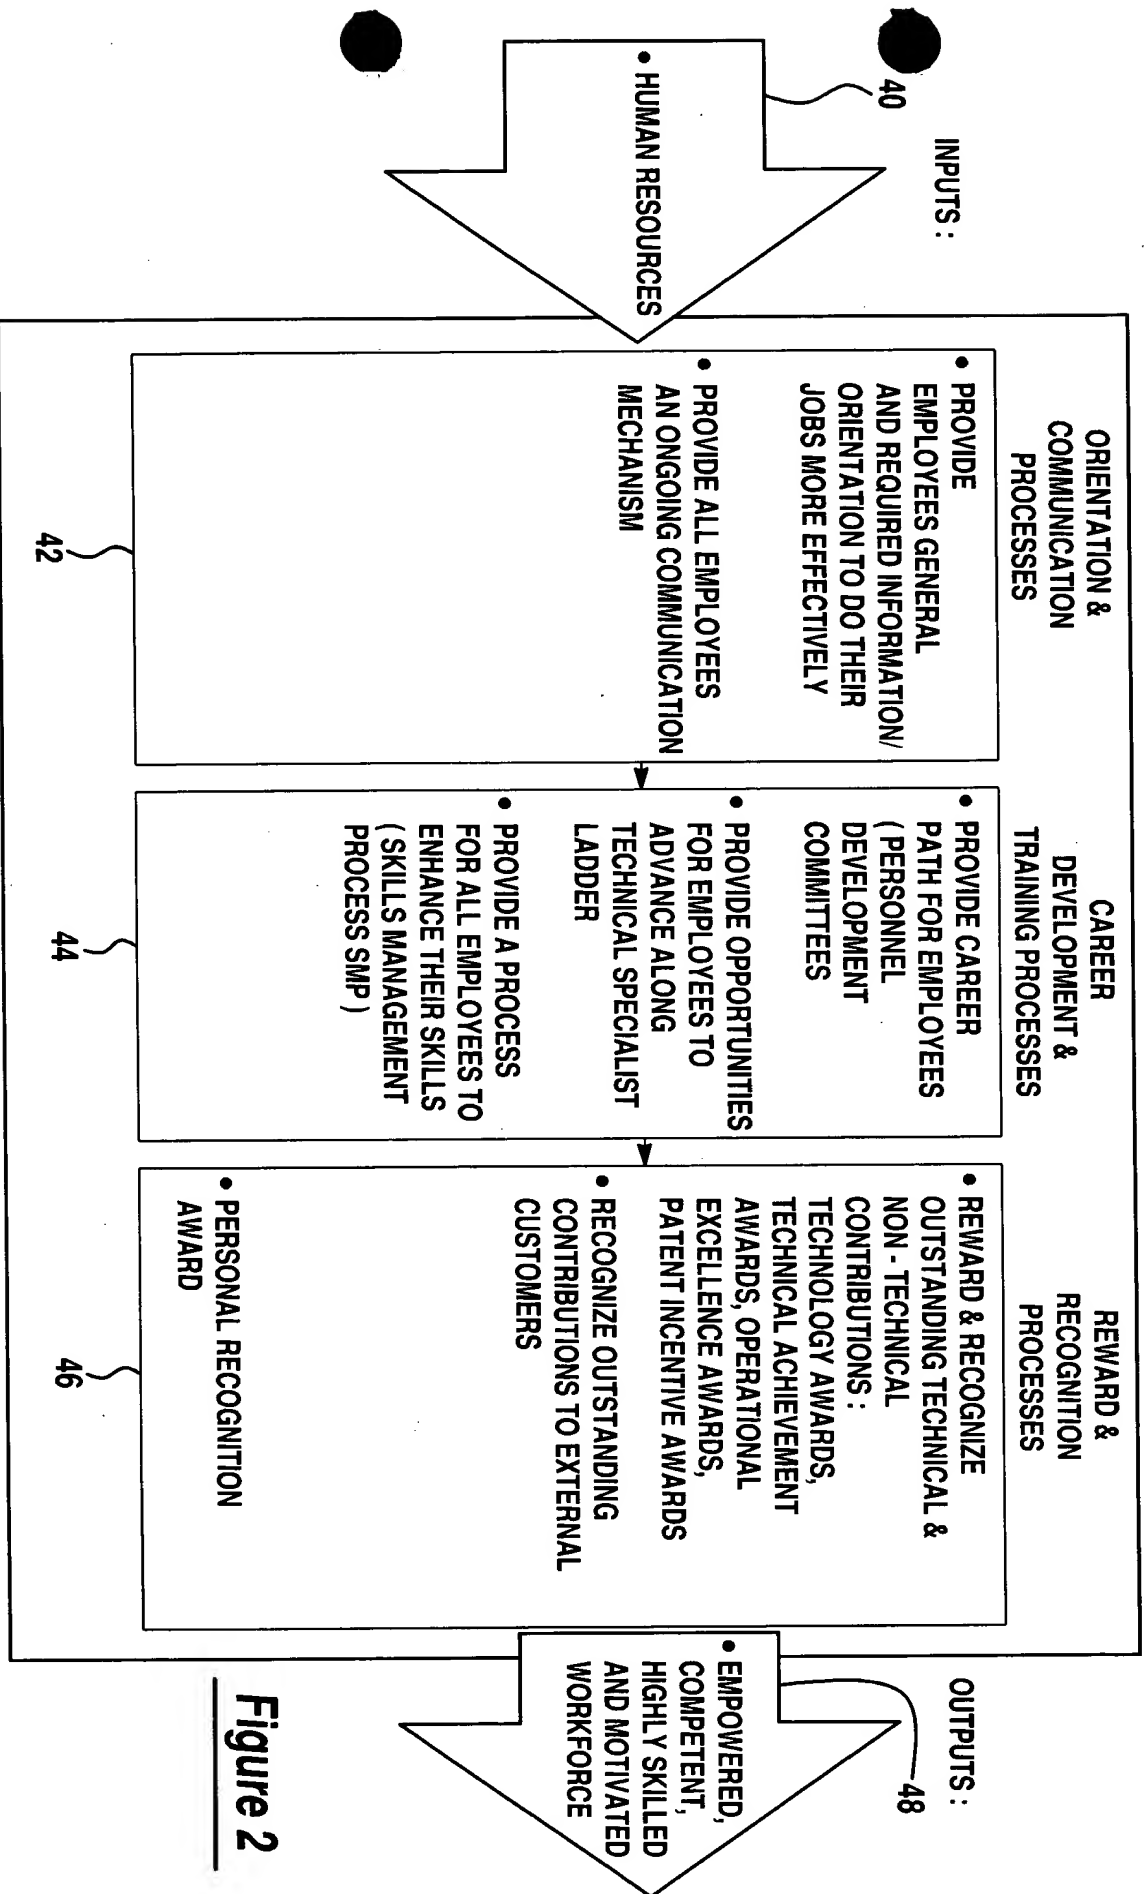 INPUTS :
40
• HUMAN RESOURCES
ORIENTATION &
COMMUNICATION
PROCESSES
• PROVIDE
EMPLOYEES GENERAL
AND REQUIRED INFORMATION/
ORIENTATION TO DO THEIR
JOBS MORE EFFECTIVELY
• PROVIDE ALL EMPLOYEES
AN ONGOING COMMUNICATION
MECHANISM
42
CAREER
DEVELOPMENT &
TRAINING PROCESSES
• PROVIDE CAREER
PATH FOR EMPLOYEES
( PERSONNEL
DEVELOPMENT
COMMITTEES
• PROVIDE OPPORTUNITIES
FOR EMPLOYEES TO
ADVANCE ALONG
TECHNICAL SPECIALIST
LADDER
• PROVIDE A PROCESS
FOR ALL EMPLOYEES TO
ENHANCE THEIR SKILLS
( SKILLS MANAGEMENT
PROCESS SMP )
44
REWARD &
RECOGNITION
PROCESSES
• REWARD & RECOGNIZE
OUTSTANDING TECHNICAL &
NON - TECHNICAL
CONTRIBUTIONS :
TECHNOLOGY AWARDS,
TECHNICAL ACHIEVEMENT
AWARDS, OPERATIONAL
EXCELLENCE AWARDS,
PATENT INCENTIVE AWARDS
• RECOGNIZE OUTSTANDING
CONTRIBUTIONS TO EXTERNAL
CUSTOMERS
• PERSONAL RECOGNITION
AWARD
46
OUTPUTS :
48
• EMPOWERED,
COMPETENT,
HIGHLY SKILLED
AND MOTIVATED
WORKFORCE
Figure 2